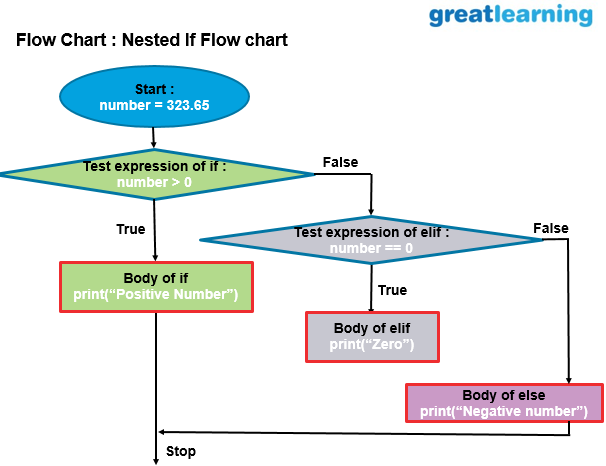 greatlearning
Flow Chart : Nested If Flow chart
Start :
number = 323.65
Test expression of if :
number > 0
False
True
Test expression of elif :
number == 0
False
Body of if
print(“Positive Number”)
True
Body of elif
print(“Zero”)
Body of else
print(“Negative number”)
Stop